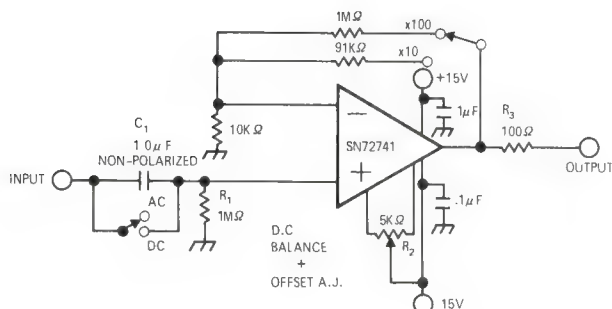 1MΩ
x100
91KΩ
x10
+15V
C1
1 0μF
NON-POLARIZED
10KΩ
SN72741
1μF
R3
100Ω
INPUT
OUTPUT
AC
DC
R1
1MΩ
.1μF
D.C
BALANCE
+
OFFSET A.J.
5KΩ
R2
15V